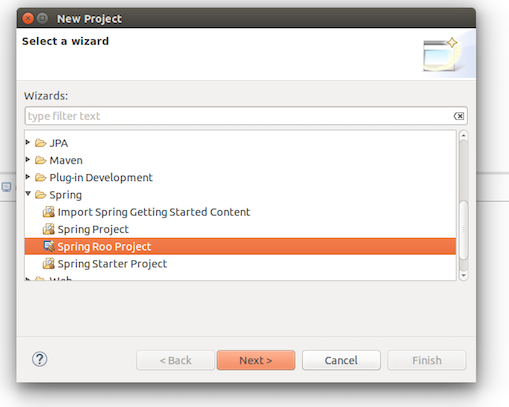 New Project
Select a wizard
Wizards:
type filter text
JPA
Maven
Plug-in Development
Spring
Import Spring Getting Started Content
Spring Project
Spring Roo Project
Spring Starter Project
Web
?
< Back
Next >
Cancel
Finish